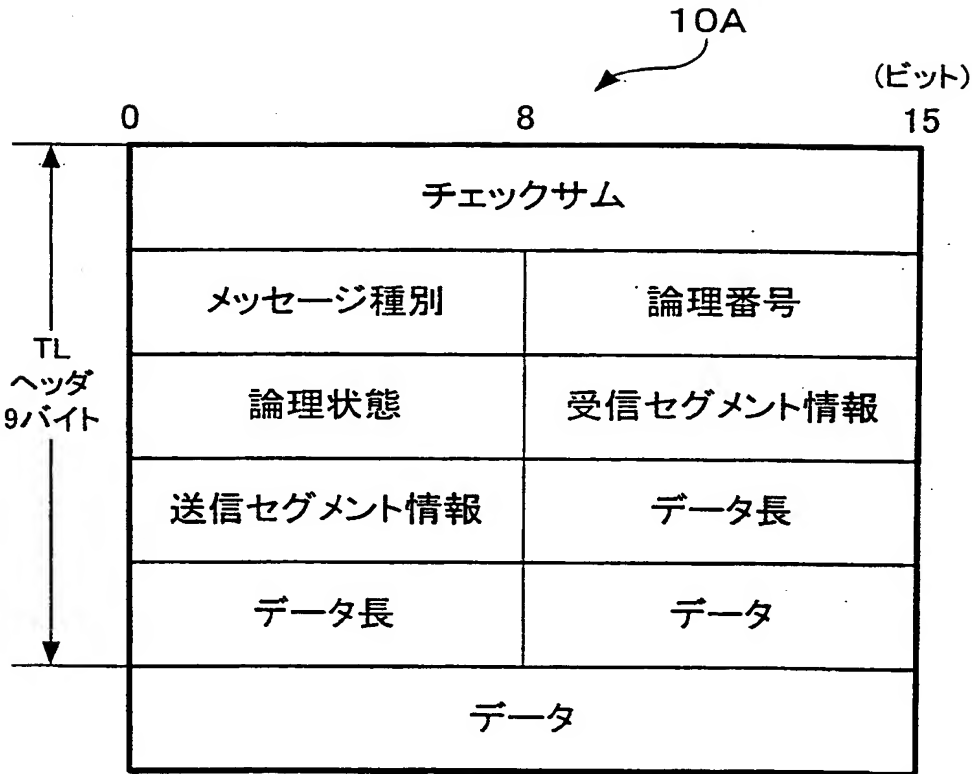 10A
(ビット)
0 8 15
チェックサム
メッセージ種別 論理番号
TL
ヘッダ
9バイト
論理状態 受信セグメント情報
送信セグメント情報 データ長
データ長 データ
データ